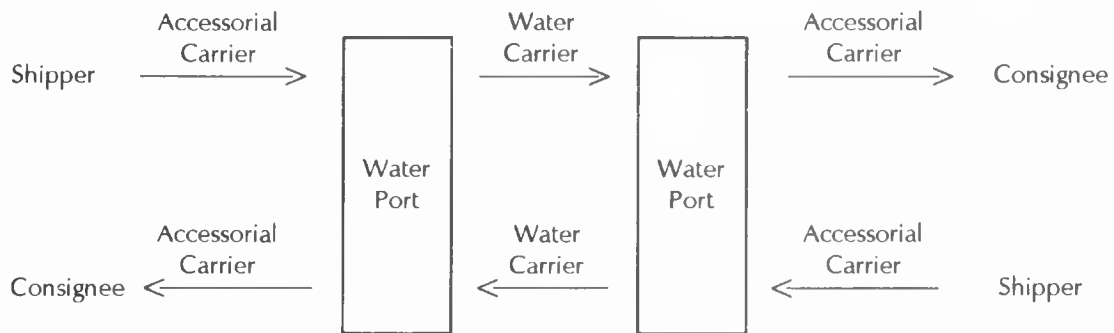 Accessorial
Carrier
Water
Carrier
Accessorial
Carrier
Shipper
Consignee
Water
Port
Water
Port
Accessorial
Carrier
Water
Carrier
Accessorial
Carrier
Consignee
Shipper